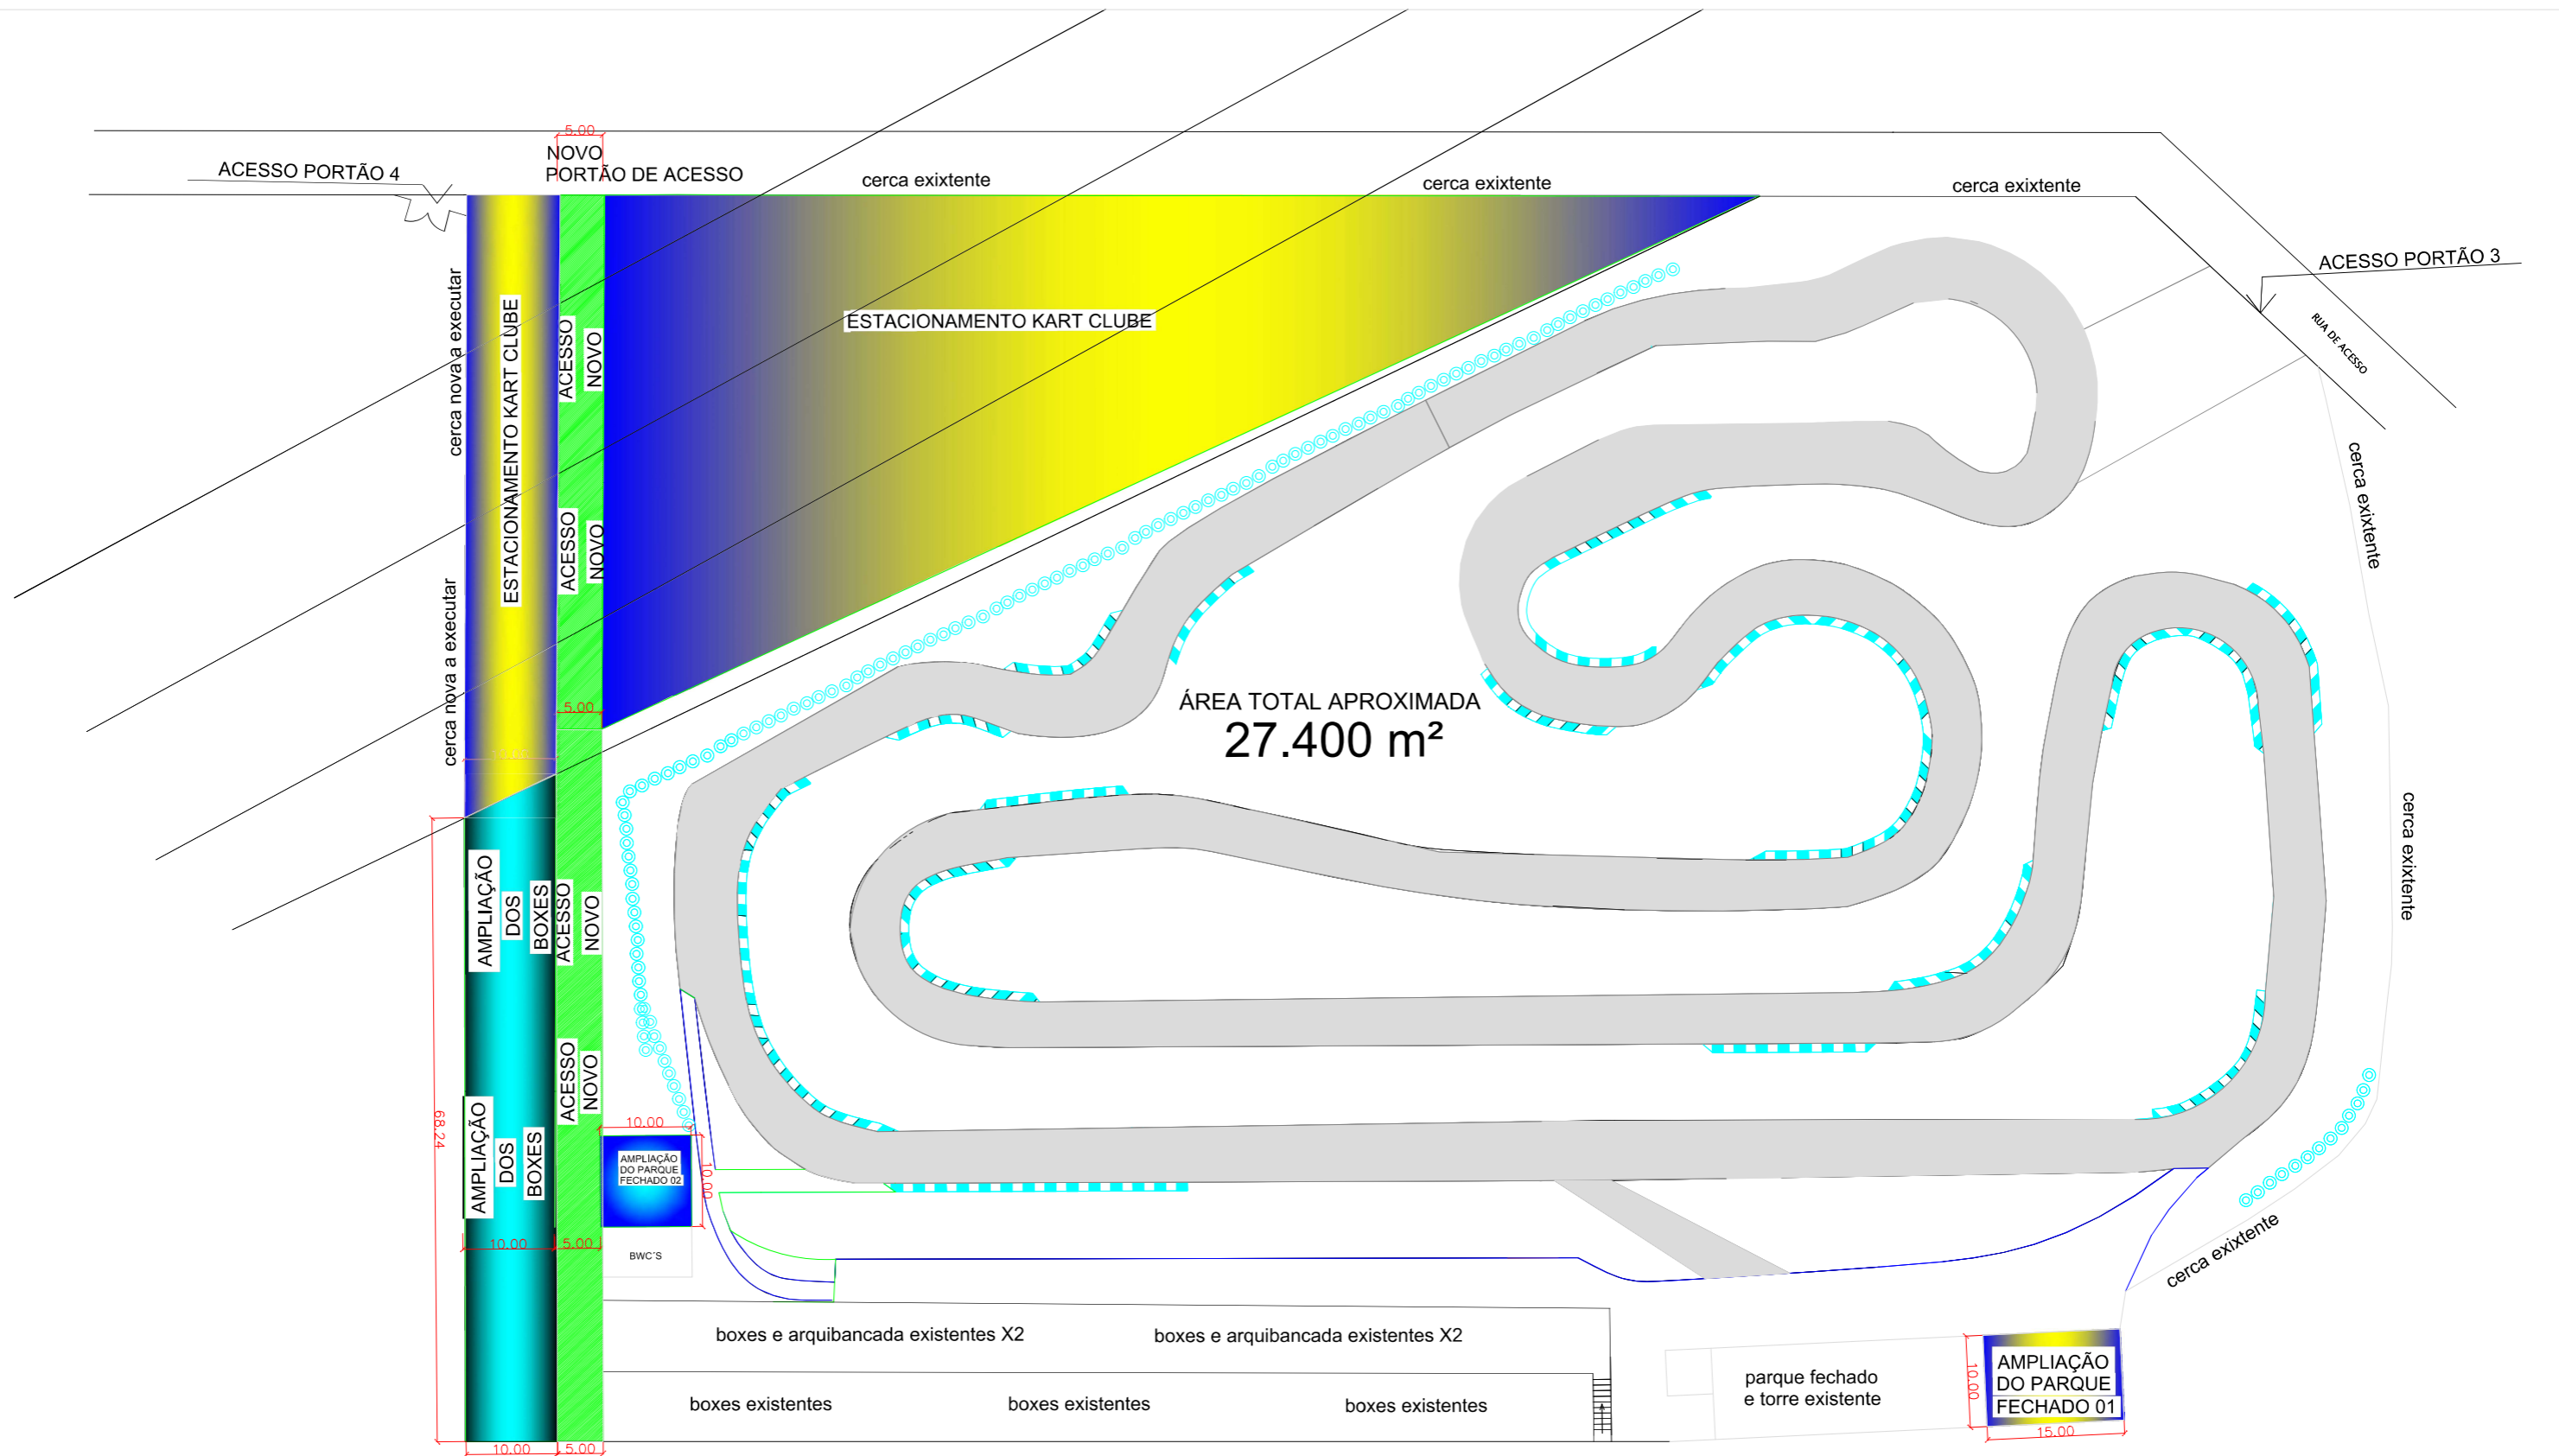 5.00
NOVO
PORTÃO DE ACESSO
ACESSO PORTÃO 4
cerca exixtente
cerca exixtente
cerca exixtente
ACESSO PORTÃO 3
RUA DE ACESSO
cerca nova a executar
ESTACIONAMENTO KART CLUBE
ACESSO
NOVO
ESTACIONAMENTO KART CLUBE
cerca exixtente
ACESSO
NOVO
cerca nova a executar
5.00
10.00
ÁREA TOTAL APROXIMADA
27.400 m²
cerca exixtente
AMPLIAÇÃO
DOS
BOXES
ACESSO
NOVO
68.24
AMPLIAÇÃO
DOS
BOXES
ACESSO
NOVO
10.00
10.00
AMPLIAÇÃO
DO PARQUE
FECHADO 02
10.00
5.00
BWC´S
cerca exixtente
boxes e arquibancada existentes X2
boxes e arquibancada existentes X2
boxes existentes
boxes existentes
boxes existentes
parque fechado
e torre existente
10.00
AMPLIAÇÃO
DO PARQUE
FECHADO 01
15.00
10.00
5.00